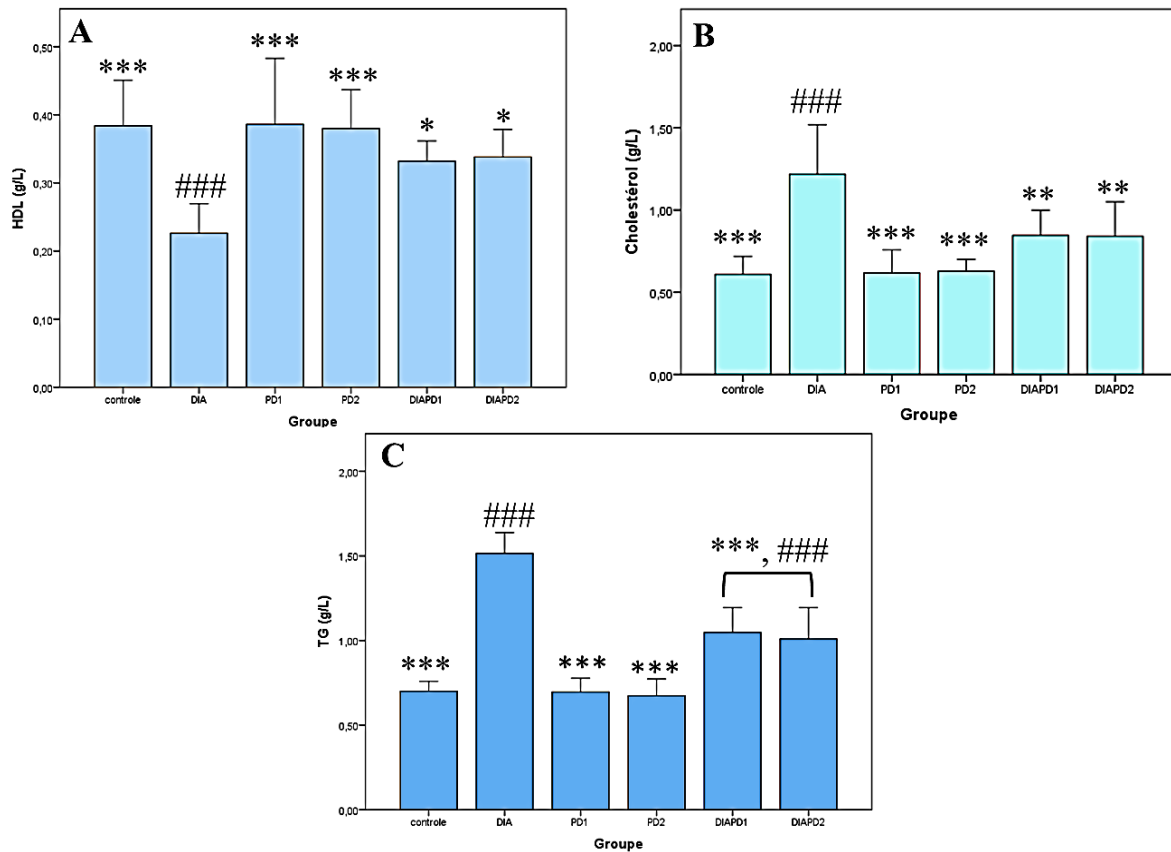 A
HDL (g/L)
0,50
0,40
0,30
0,20
0,10
0,00
***
###
***
***
*
*
controle DIA PD1 PD2 DIAPD1 DIAPD2
Groupe
B
Cholestérol (g/L)
2,00
1,50
1,00
0,50
0,00
***
###
***
***
**
**
controle DIA PD1 PD2 DIAPD1 DIAPD2
Groupe
C
TG (g/L)
2,00
1,50
1,00
0,50
0,00
***
###
***
***
***, ###
controle DIA PD1 PD2 DIAPD1 DIAPD2
Groupe